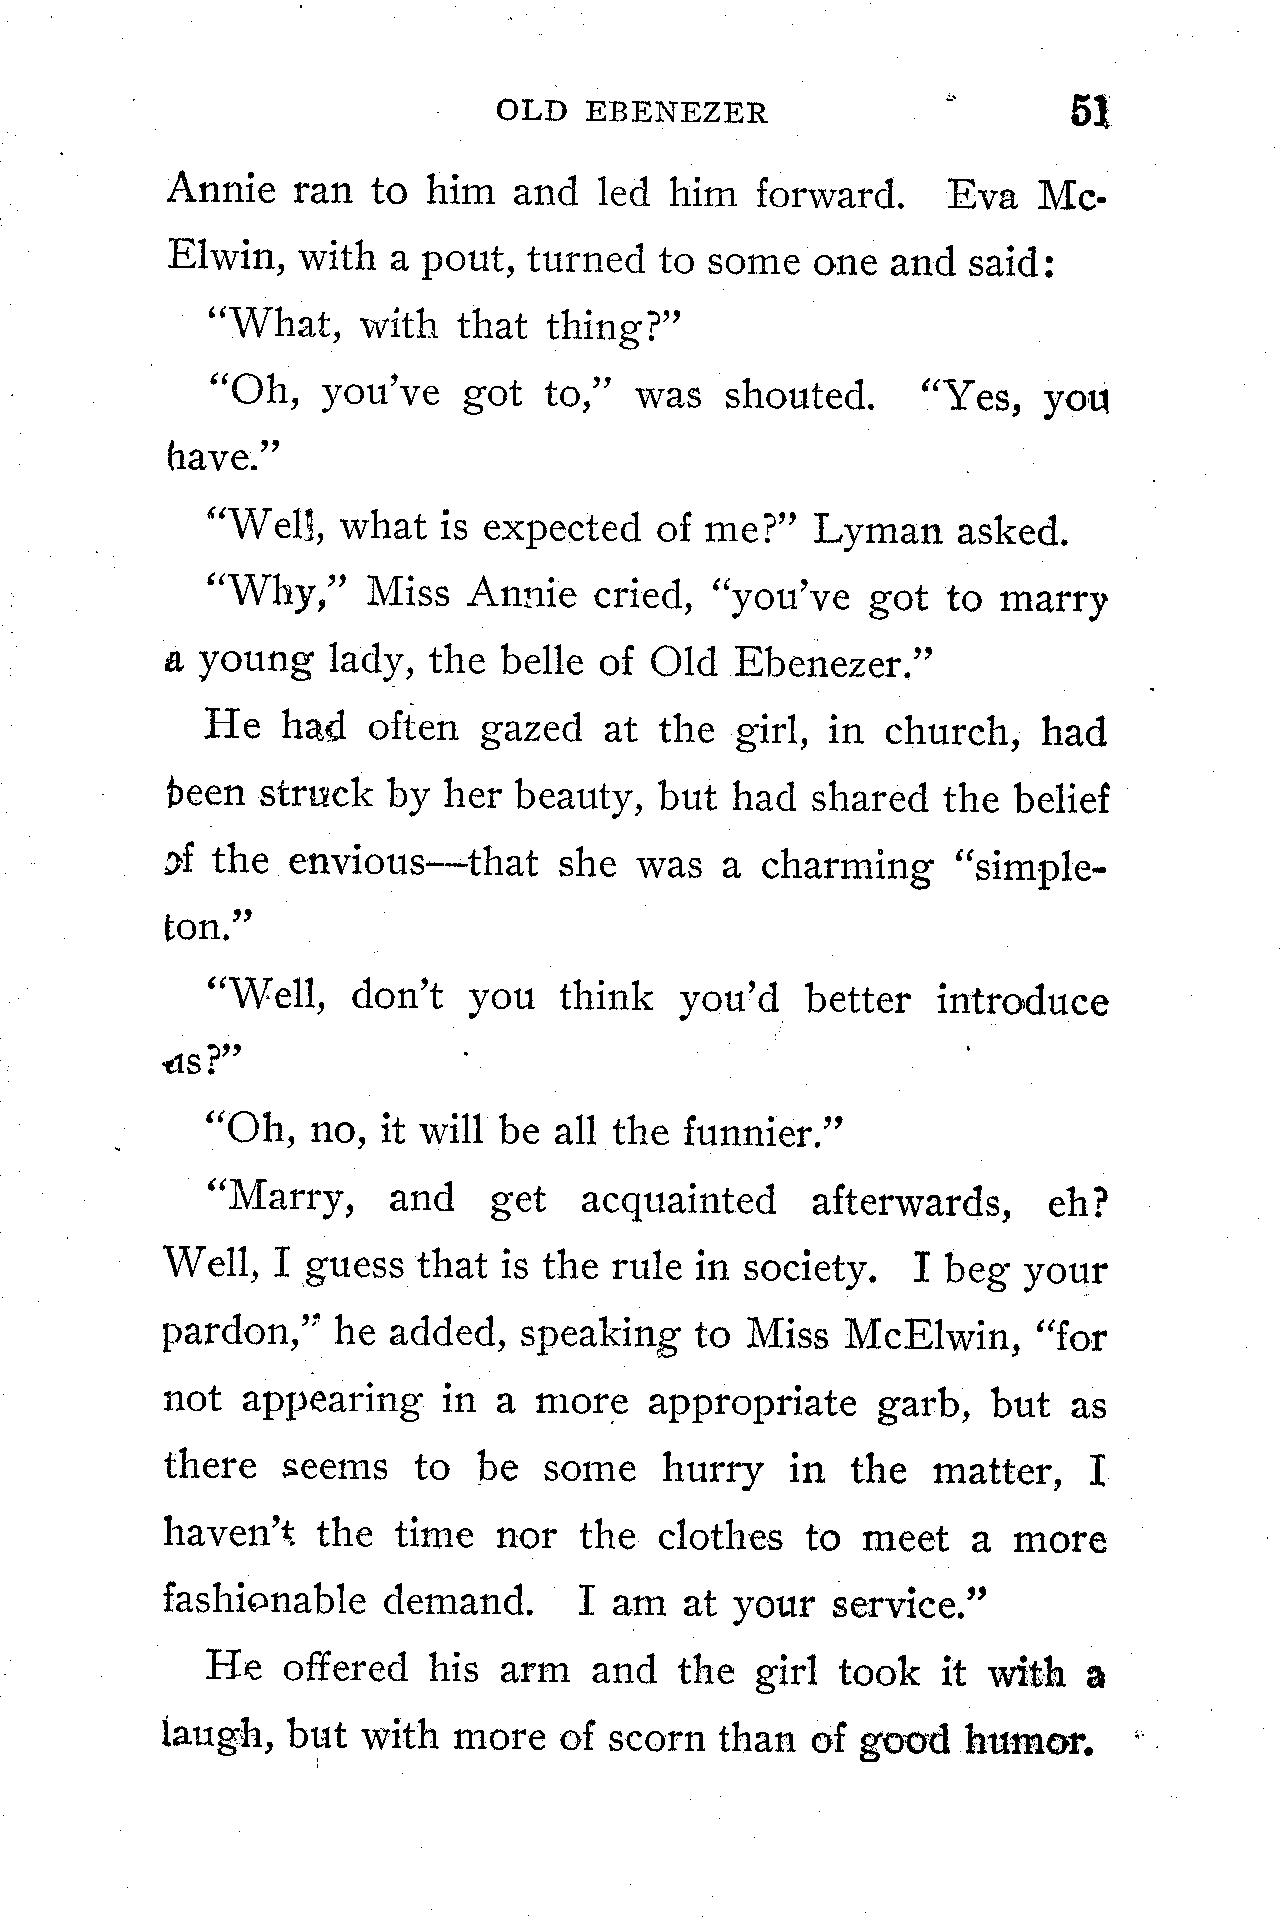 OLD EBENEZER 51
Annie ran to him and led him forward. Eva Mc-
Elwin, with a pout, turned to some one and said:
“What, with that thing?”
“Oh, you’ve got to,” was shouted. “Yes, you
have.”
“Well, what is expected of me?” Lyman asked.
“Why,” Miss Annie cried, “you’ve got to marry
a young lady, the belle of Old Ebenezer.”
He had often gazed at the girl, in church, had
been struck by her beauty, but had shared the belief
of the envious—that she was a charming “simple-
ton.”
“Well, don’t you think you’d better introduce
us?”
“Oh, no, it will be all the funnier.”
“Marry, and get acquainted afterwards, eh?
Well, I guess that is the rule in society. I beg your
pardon,” he added, speaking to Miss McElwin, “for
not appearing in a more appropriate garb, but as
there seems to be some hurry in the matter, I
haven’t the time nor the clothes to meet a more
fashionable demand. I am at your service.”
He offered his arm and the girl took it with a
laugh, but with more of scorn than of good humor.